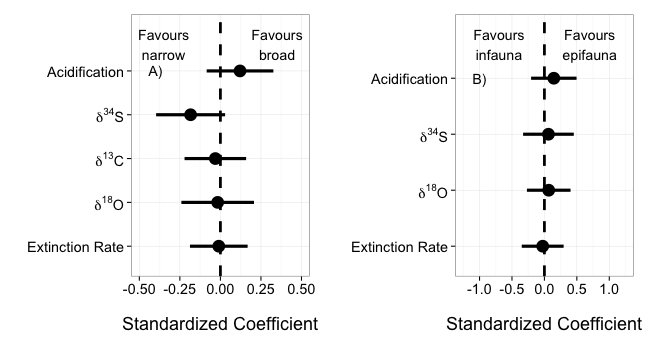 Favours
narrow
Favours
broad
A)
Acidification
δ³⁴S
δ¹³C
δ¹⁸O
Extinction Rate
-0.50 -0.25 0.00 0.25 0.50
Standardized Coefficient
Favours
infauna
Favours
epifauna
B)
Acidification
δ³⁴S
δ¹⁸O
Extinction Rate
-1.0 -0.5 0.0 0.5 1.0
Standardized Coefficient